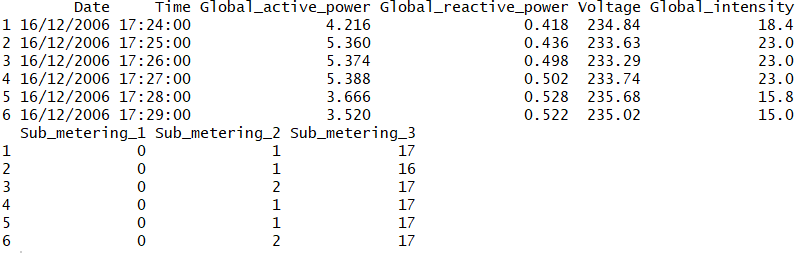 Date     Time Global_active_power Global_reactive_power Voltage Global_intensity
1 16/12/2006 17:24:00               4.216                 0.418  234.84             18.4
2 16/12/2006 17:25:00               5.360                 0.436  233.63             23.0
3 16/12/2006 17:26:00               5.374                 0.498  233.29             23.0
4 16/12/2006 17:27:00               5.388                 0.502  233.74             23.0
5 16/12/2006 17:28:00               3.666                 0.528  235.68             15.8
6 16/12/2006 17:29:00               3.520                 0.522  235.02             15.0
  Sub_metering_1 Sub_metering_2 Sub_metering_3
1              0              1             17
2              0              1             16
3              0              2             17
4              0              1             17
5              0              1             17
6              0              2             17